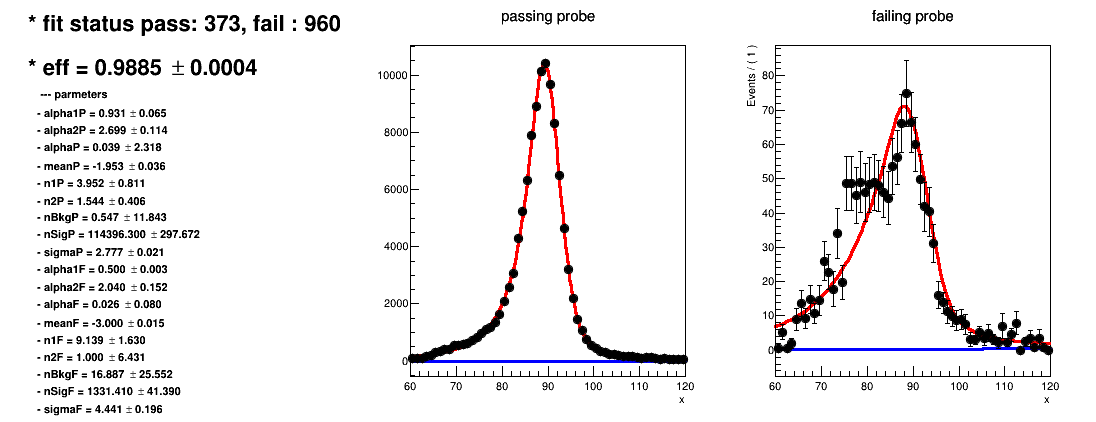 * fit status pass: 373, fail : 960
* eff = 0.9885 ± 0.0004
--- parmeters
- alpha1P = 0.931 ± 0.065
- alpha2P = 2.699 ± 0.114
- alphaP = 0.039 ± 2.318
- meanP = -1.953 ± 0.036
- n1P = 3.952 ± 0.811
- n2P = 1.544 ± 0.406
- nBkgP = 0.547 ± 11.843
- nSigP = 114396.300 ± 297.672
- sigmaP = 2.777 ± 0.021
- alpha1F = 0.500 ± 0.003
- alpha2F = 2.040 ± 0.152
- alphaF = 0.026 ± 0.080
- meanF = -3.000 ± 0.015
- n1F = 9.139 ± 1.630
- n2F = 1.000 ± 6.431
- nBkgF = 16.887 ± 25.552
- nSigF = 1331.410 ± 41.390
- sigmaF = 4.441 ± 0.196
passing probe
10000
8000
6000
4000
2000
0
60 70 80 90 100 110 120
x
failing probe
Events / ( 1 )
80
70
60
50
40
30
20
10
0
60 70 80 90 100 110 120
x